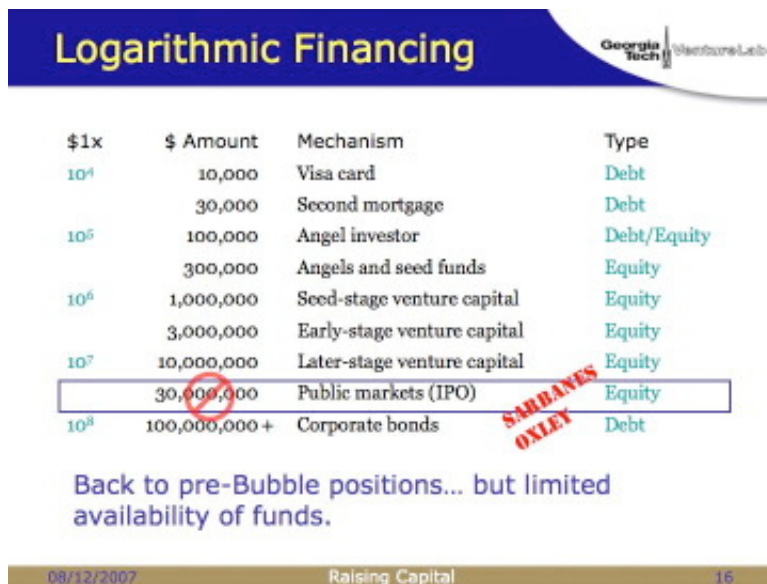 Logarithmic Financing
Georgia Tech VentureLab
$1x $ Amount Mechanism Type
10⁴ 10,000 Visa card Debt
30,000 Second mortgage Debt
10⁵ 100,000 Angel investor Debt/Equity
300,000 Angels and seed funds Equity
10⁶ 1,000,000 Seed-stage venture capital Equity
3,000,000 Early-stage venture capital Equity
10⁷ 10,000,000 Later-stage venture capital Equity
30,000,000 Public markets (IPO) Equity
SARBANES
OXLEY
10⁸ 100,000,000+ Corporate bonds Debt
Back to pre-Bubble positions... but limited
availability of funds.
08/12/2007 Raising Capital 16